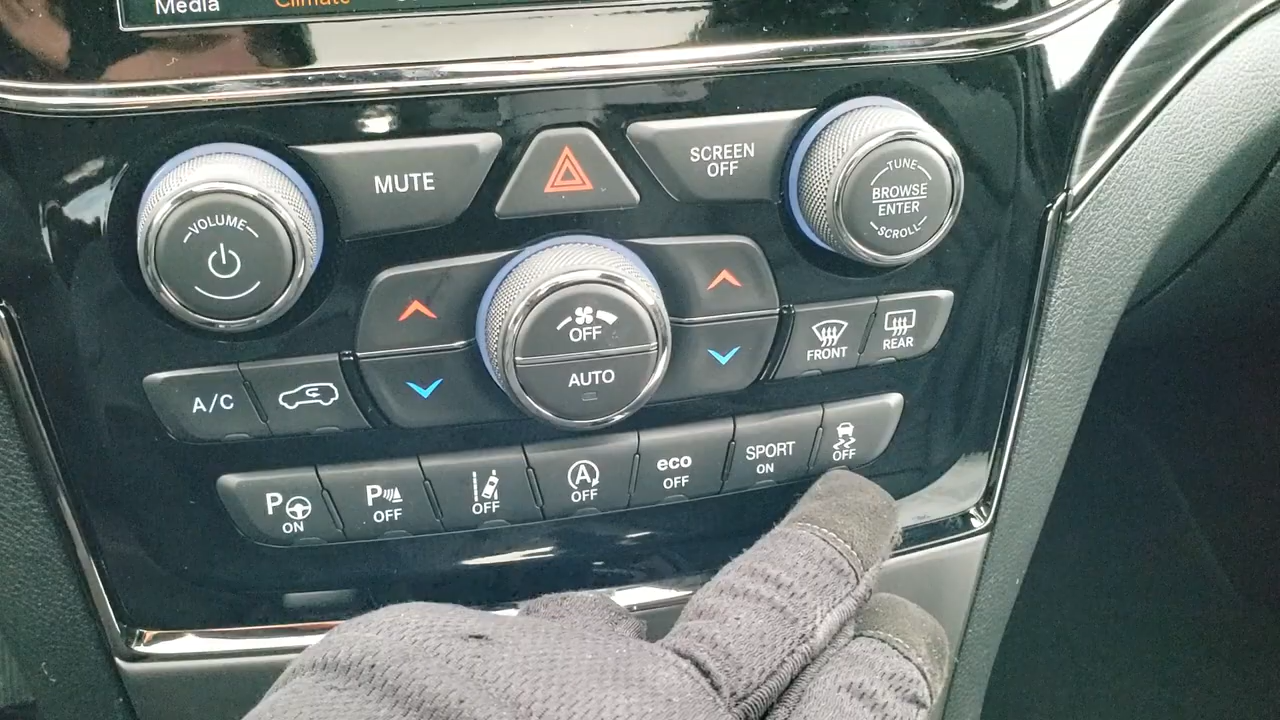 Media
Climate
VOLUME
MUTE
SCREEN
OFF
TUNE
BROWSE
ENTER
SCROLL
OFF
AUTO
FRONT
REAR
A/C
P
ON
P
OFF
OFF
A
OFF
eco
OFF
SPORT
ON
OFF